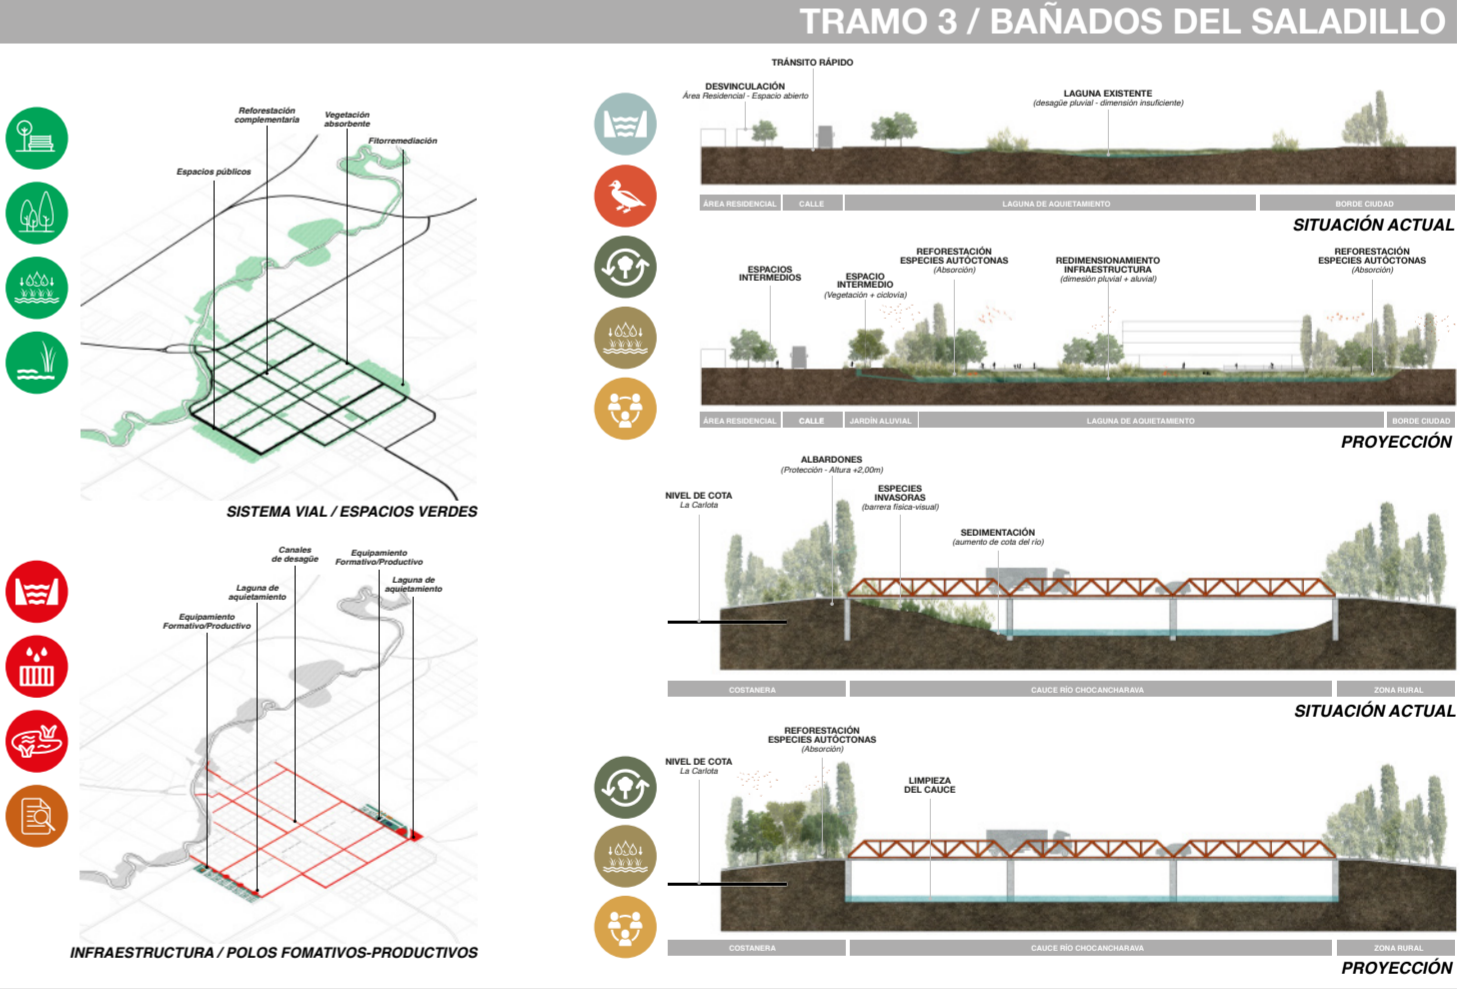 TRAMO 3 / BAÑADOS DEL SALADILLO
Reforestación
complementaria
Vegetación
absorbente
Fitorremediación
Espacios públicos
SISTEMA VIAL / ESPACIOS VERDES
Canales
de desagüe
Equipamiento
Formativo/Productivo
Laguna de
aquietamiento
Laguna de
aquietamiento
Equipamiento
Formativo/Productivo
INFRAESTRUCTURA / POLOS FOMATIVOS-PRODUCTIVOS
TRÁNSITO RÁPIDO
DESVINCULACIÓN
Área Residencial - Espacio abierto
LAGUNA EXISTENTE
(desagüe pluvial - dimensión insuficiente)
ÁREA RESIDENCIAL
CALLE
LAGUNA DE AQUIETAMIENTO
BORDE CIUDAD
SITUACIÓN ACTUAL
ESPACIOS
INTERMEDIOS
ESPACIO
INTERMEDIO
(Vegetación + ciclovía)
REFORESTACIÓN
ESPECIES AUTÓCTONAS
(Absorción)
REDIMENSIONAMIENTO
INFRAESTRUCTURA
(dimesión pluvial + aluvial)
REFORESTACIÓN
ESPECIES AUTÓCTONAS
(Absorción)
ÁREA RESIDENCIAL
CALLE
JARDÍN ALUVIAL
LAGUNA DE AQUIETAMIENTO
BORDE CIUDAD
PROYECCIÓN
NIVEL DE COTA
La Carlota
ALBARDONES
(Protección - Altura +2,00m)
ESPECIES
INVASORAS
(barrera física-visual)
SEDIMENTACIÓN
(aumento de cota del río)
COSTANERA
CAUCE RÍO CHOCANCHARAVA
ZONA RURAL
SITUACIÓN ACTUAL
NIVEL DE COTA
La Carlota
REFORESTACIÓN
ESPECIES AUTÓCTONAS
(Absorción)
LIMPIEZA
DEL CAUCE
COSTANERA
CAUCE RÍO CHOCANCHARAVA
ZONA RURAL
PROYECCIÓN